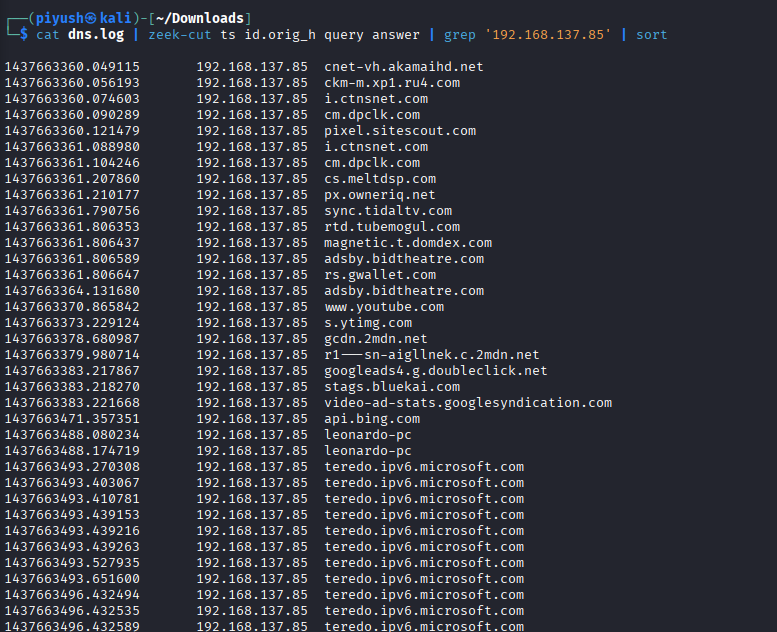 ┌──(piyush㉿kali)-[~/Downloads]
└─$ cat dns.log | zeek-cut ts id.orig_h query answer | grep '192.168.137.85' | sort
1437663360.049115 192.168.137.85 cnet-vh.akamaihd.net
1437663360.056193 192.168.137.85 ckm-m.xp1.ru4.com
1437663360.074603 192.168.137.85 i.ctnsnet.com
1437663360.090289 192.168.137.85 cm.dpclk.com
1437663360.121479 192.168.137.85 pixel.sitescout.com
1437663361.088980 192.168.137.85 i.ctnsnet.com
1437663361.104246 192.168.137.85 cm.dpclk.com
1437663361.207860 192.168.137.85 cs.meltdsp.com
1437663361.210177 192.168.137.85 px.owneriq.net
1437663361.790756 192.168.137.85 sync.tidaltv.com
1437663361.806353 192.168.137.85 rtd.tubemogul.com
1437663361.806437 192.168.137.85 magnetic.t.domdex.com
1437663361.806589 192.168.137.85 adsby.bidtheatre.com
1437663361.806647 192.168.137.85 rs.gwallet.com
1437663364.131680 192.168.137.85 adsby.bidtheatre.com
1437663370.865842 192.168.137.85 www.youtube.com
1437663373.229124 192.168.137.85 s.ytimg.com
1437663378.680987 192.168.137.85 gcdn.2mdn.net
1437663379.980714 192.168.137.85 r1---sn-aigllnek.c.2mdn.net
1437663383.217867 192.168.137.85 googleads4.g.doubleclick.net
1437663383.218270 192.168.137.85 stags.bluekai.com
1437663383.221668 192.168.137.85 video-ad-stats.googlesyndication.com
1437663471.357351 192.168.137.85 api.bing.com
1437663488.080234 192.168.137.85 leonardo-pc
1437663488.174719 192.168.137.85 leonardo-pc
1437663493.270308 192.168.137.85 teredo.ipv6.microsoft.com
1437663493.403067 192.168.137.85 teredo.ipv6.microsoft.com
1437663493.410781 192.168.137.85 teredo.ipv6.microsoft.com
1437663493.439153 192.168.137.85 teredo.ipv6.microsoft.com
1437663493.439216 192.168.137.85 teredo.ipv6.microsoft.com
1437663493.439263 192.168.137.85 teredo.ipv6.microsoft.com
1437663493.527935 192.168.137.85 teredo.ipv6.microsoft.com
1437663493.651600 192.168.137.85 teredo.ipv6.microsoft.com
1437663496.432494 192.168.137.85 teredo.ipv6.microsoft.com
1437663496.432535 192.168.137.85 teredo.ipv6.microsoft.com
1437663496.432589 192.168.137.85 teredo.ipv6.microsoft.com